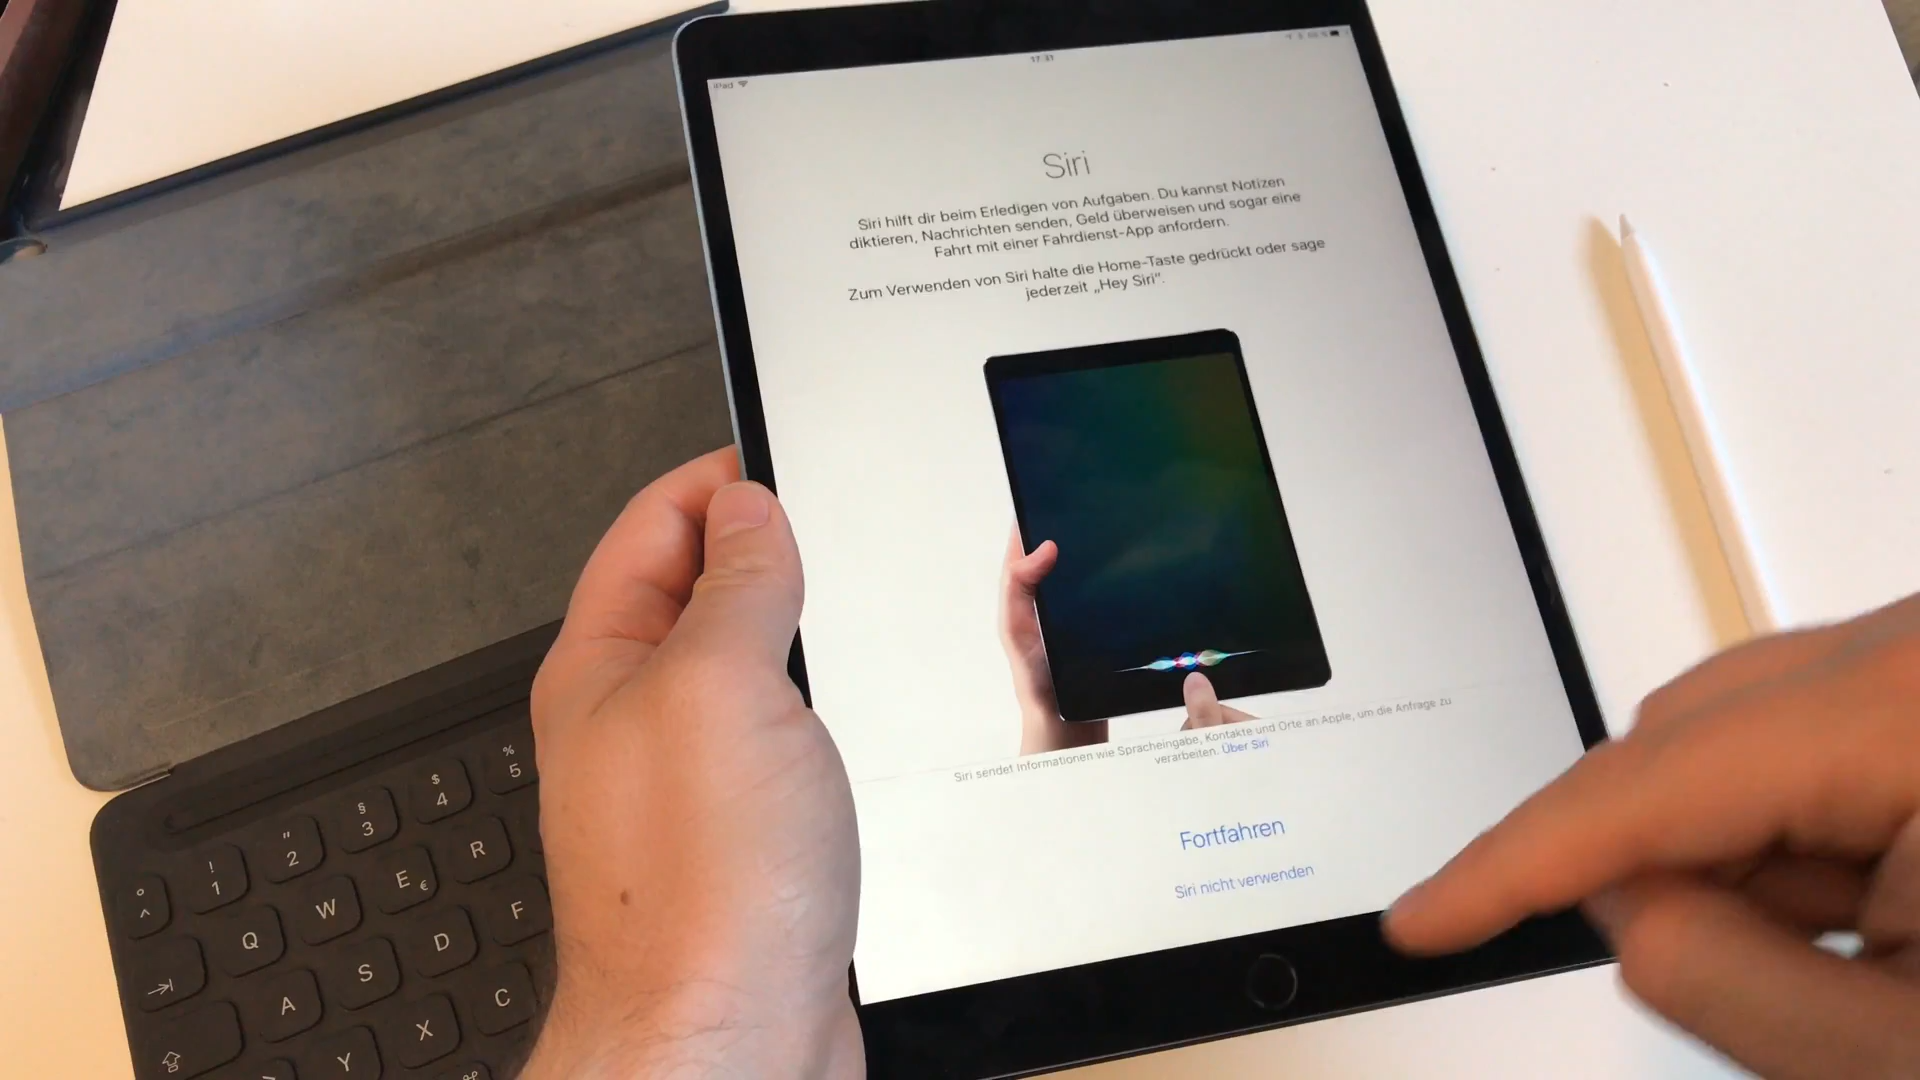 iPad
17:31
Siri
Siri hilft dir beim Erledigen von Aufgaben. Du kannst Notizen
diktieren, Nachrichten senden, Geld überweisen und sogar eine
Fahrt mit einer Fahrdienst-App anfordern.
Zum Verwenden von Siri halte die Home-Taste gedrückt oder sage
jederzeit „Hey Siri“.
Siri sendet Informationen wie Spracheingabe, Kontakte und Orte an Apple, um die Anfrage zu
verarbeiten. Über Siri
Fortfahren
Siri nicht verwenden
° ! " § $ %
^ 1 2 3 4 5
Q W E € R
A S D F
Y X C